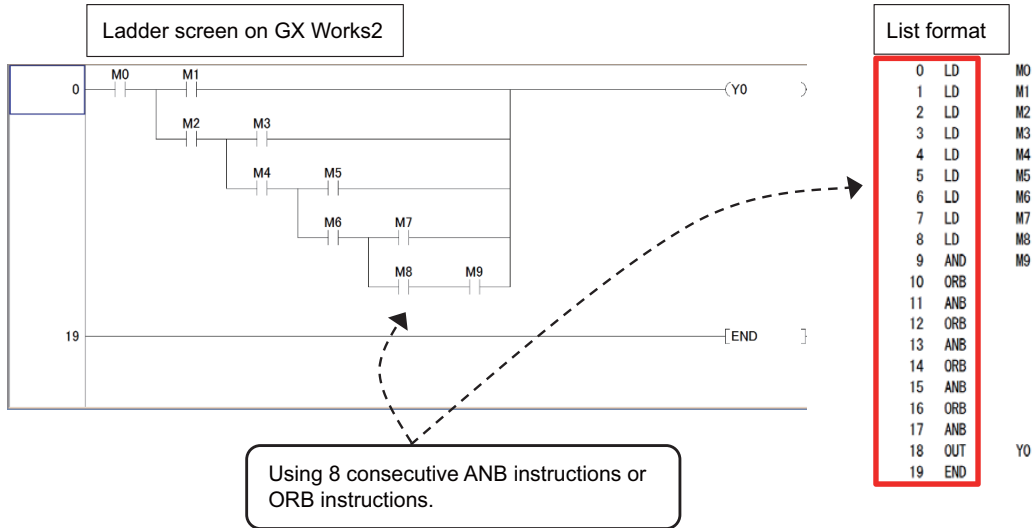 Ladder screen on GX Works2
List format
M0 M1
0 (Y0 )
M2 M3
M4 M5
M6 M7
M8 M9
19 [END ]
Using 8 consecutive ANB instructions or
ORB instructions.
0 LD M0
1 LD M1
2 LD M2
3 LD M3
4 LD M4
5 LD M5
6 LD M6
7 LD M7
8 LD M8
9 AND M9
10 ORB
11 ANB
12 ORB
13 ANB
14 ORB
15 ANB
16 ORB
17 ANB
18 OUT Y0
19 END